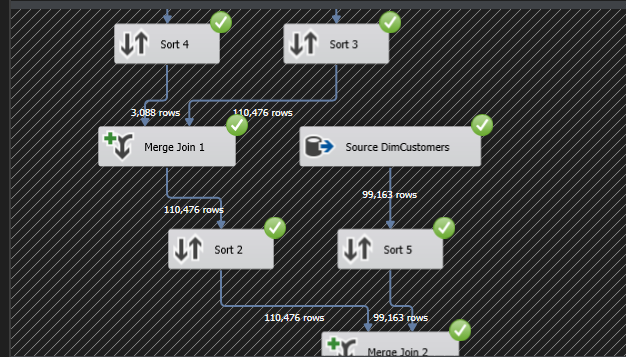 Sort 4
Sort 3
3,088 rows
110,476 rows
Merge Join 1
Source DimCustomers
99,163 rows
110,476 rows
Sort 2
Sort 5
110,476 rows
99,163 rows
Merge Join 2